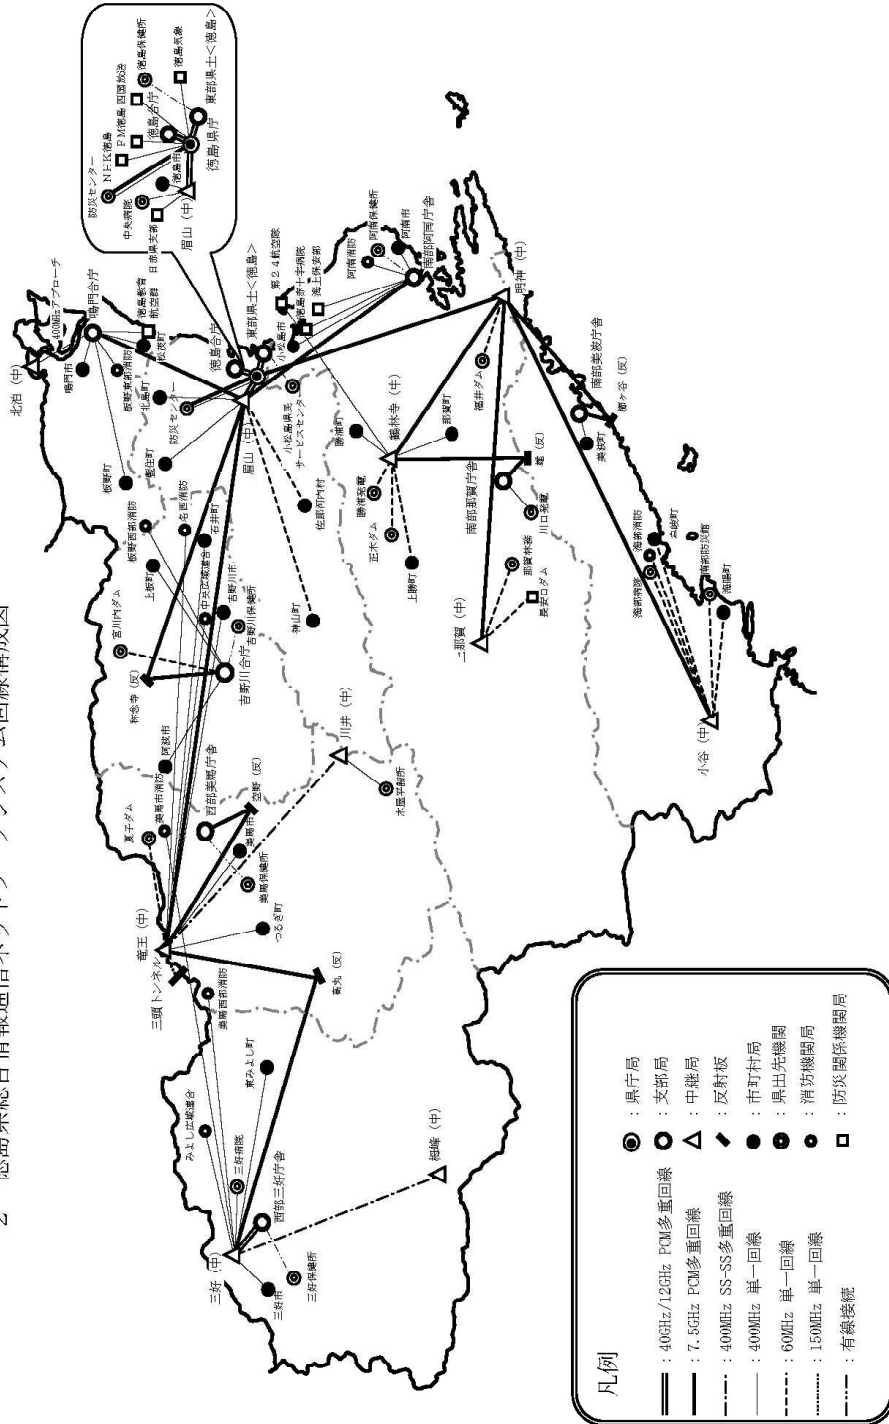 2　徳島県総合情報通信ネットワークシステム回線構成図
防災センター
NHK徳島
FM徳島
四国放送
徳島保健所
徳島気象
徳島合庁
東部県土<徳島>
徳島県庁
徳島市
中央病院
日赤県支部
眉山（中）
北泊（中）
400MHzアプローチ
鳴門合庁
鳴門市
徳島教育航空群
松茂町
板野東部消防
北島町
板野町
藍住町
防災センター
眉山（中）
徳島合庁
東部県土<徳島>
第24航空隊
小松島市
徳島赤十字病院
海上保安部
小松島県民サービスセンター
阿南消防
阿南保健所
阿南市
南部阿南庁舎
明神（中）
板野西部消防
上板町
名西消防
石井町
中央広域連合
吉野川市
吉野川保健所
吉野川合庁
宮川内ダム
称念寺（反）
阿波市
佐那河内村
神山町
勝浦町
鶴林寺（中）
那賀町
勝浦発電
正木ダム
上勝町
福井ダム
南部那賀庁舎
雄（反）
川口発電
那賀林業
長安口ダム
南部美波庁舎
櫛ヶ谷（反）
美波町
海部消防
海部病院
牟岐町
南部防災館
海陽町
小谷（中）
夏子ダム
美馬市消防
西部美馬庁舎
空野（反）
美馬市
美馬保健所
つるぎ町
川井（中）
木屋平診療所
竜王（中）
三頭トンネル
高丸（反）
美馬西部消防
東みよし町
みよし広域連合
三好病院
西部三好庁舎
三好（中）
三好市
三好保健所
凡例
：40GHz/12GHz PCM多重回線
：7.5GHz PCM多重回線
：400MHz SS-SS多重回線
：400MHz 単一回線
：60MHz 単一回線
：150MHz 単一回線
：有線接続
：県庁局
：支部局
：中継局
：反射板
：市町村局
：県出先機関
：消防機関局
：防災関係機関局